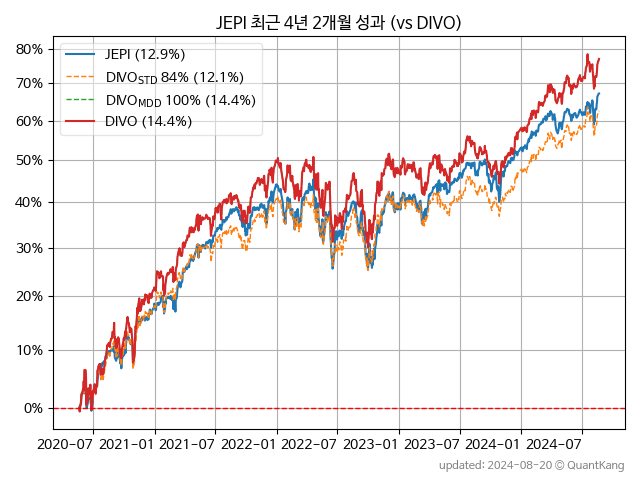 JEPI 최근 4년 2개월 성과 (vs DIVO)
80%
70%
60%
50%
40%
30%
20%
10%
0%
JEPI (12.9%)
DIVO_STD 84% (12.1%)
DIVO_MDD 100% (14.4%)
DIVO (14.4%)
2020-07 2021-01 2021-07 2022-01 2022-07 2023-01 2023-07 2024-01 2024-07
updated: 2024-08-20 © QuantKang